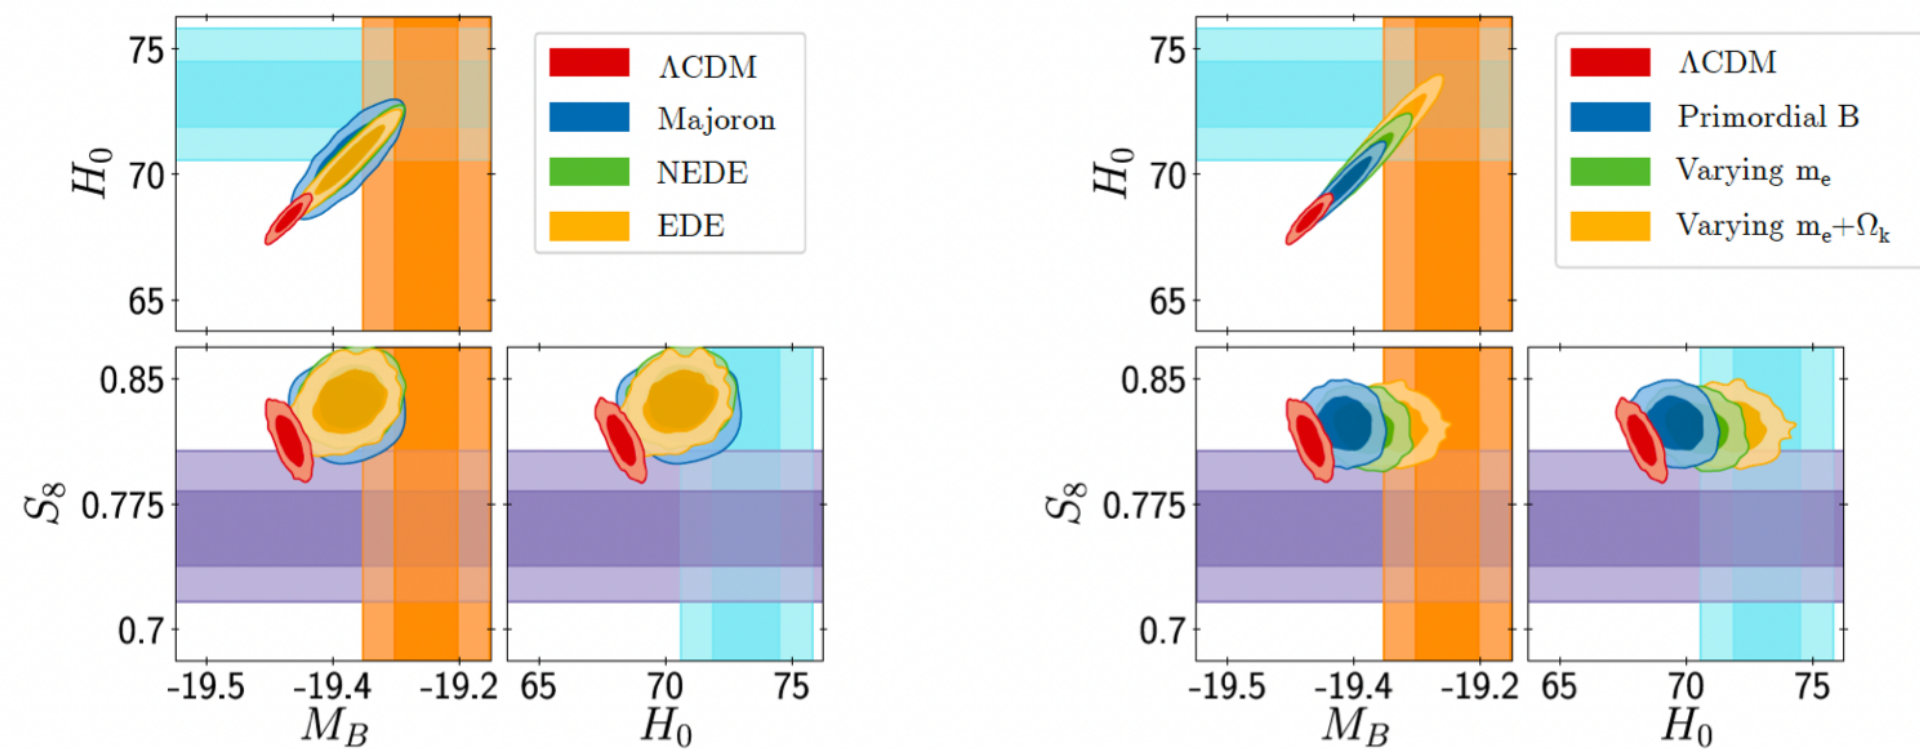 75
70
65
H₀
ΛCDM
Majoron
NEDE
EDE
0.85
0.775
0.7
S₈
-19.5
-19.4
-19.2
M_B
65
70
75
H₀
75
70
65
H₀
ΛCDM
Primordial B
Varying mₑ
Varying mₑ+Ωₖ
0.85
0.775
0.7
S₈
-19.5
-19.4
-19.2
M_B
65
70
75
H₀